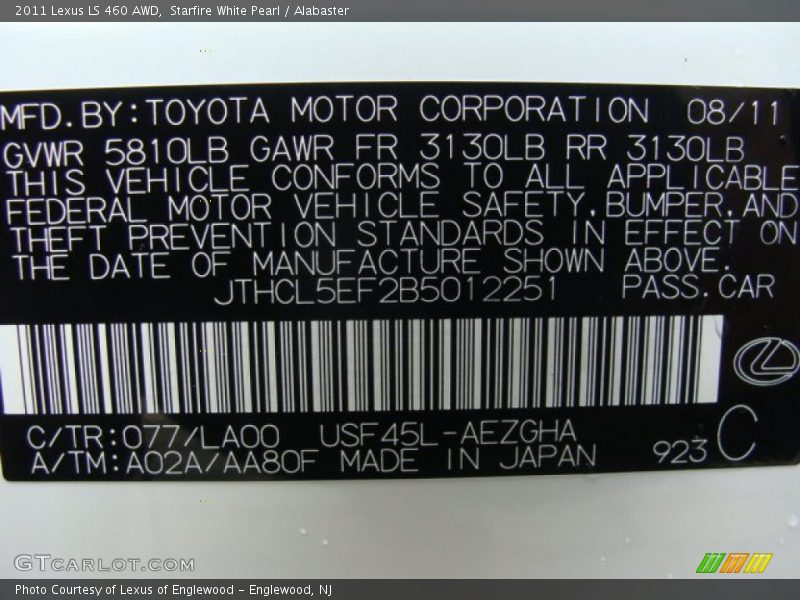 2011 Lexus LS 460 AWD,  Starfire White Pearl / Alabaster
MFD.BY:TOYOTA MOTOR CORPORATION 08/11
GVWR 5810LB GAWR FR 3130LB RR 3130LB
THIS VEHICLE CONFORMS TO ALL APPLICABLE
FEDERAL MOTOR VEHICLE SAFETY,BUMPER,AND
THEFT PREVENTION STANDARDS IN EFFECT ON
THE DATE OF MANUFACTURE SHOWN ABOVE.
JTHCL5EF2B5012251 PASS.CAR
C/TR:077/LA00 USF45L-AEZGHA
A/TM:A02A/AA80F MADE IN JAPAN 923 C
GTCARLOT.COM
Photo Courtesy of Lexus of Englewood - Englewood, NJ